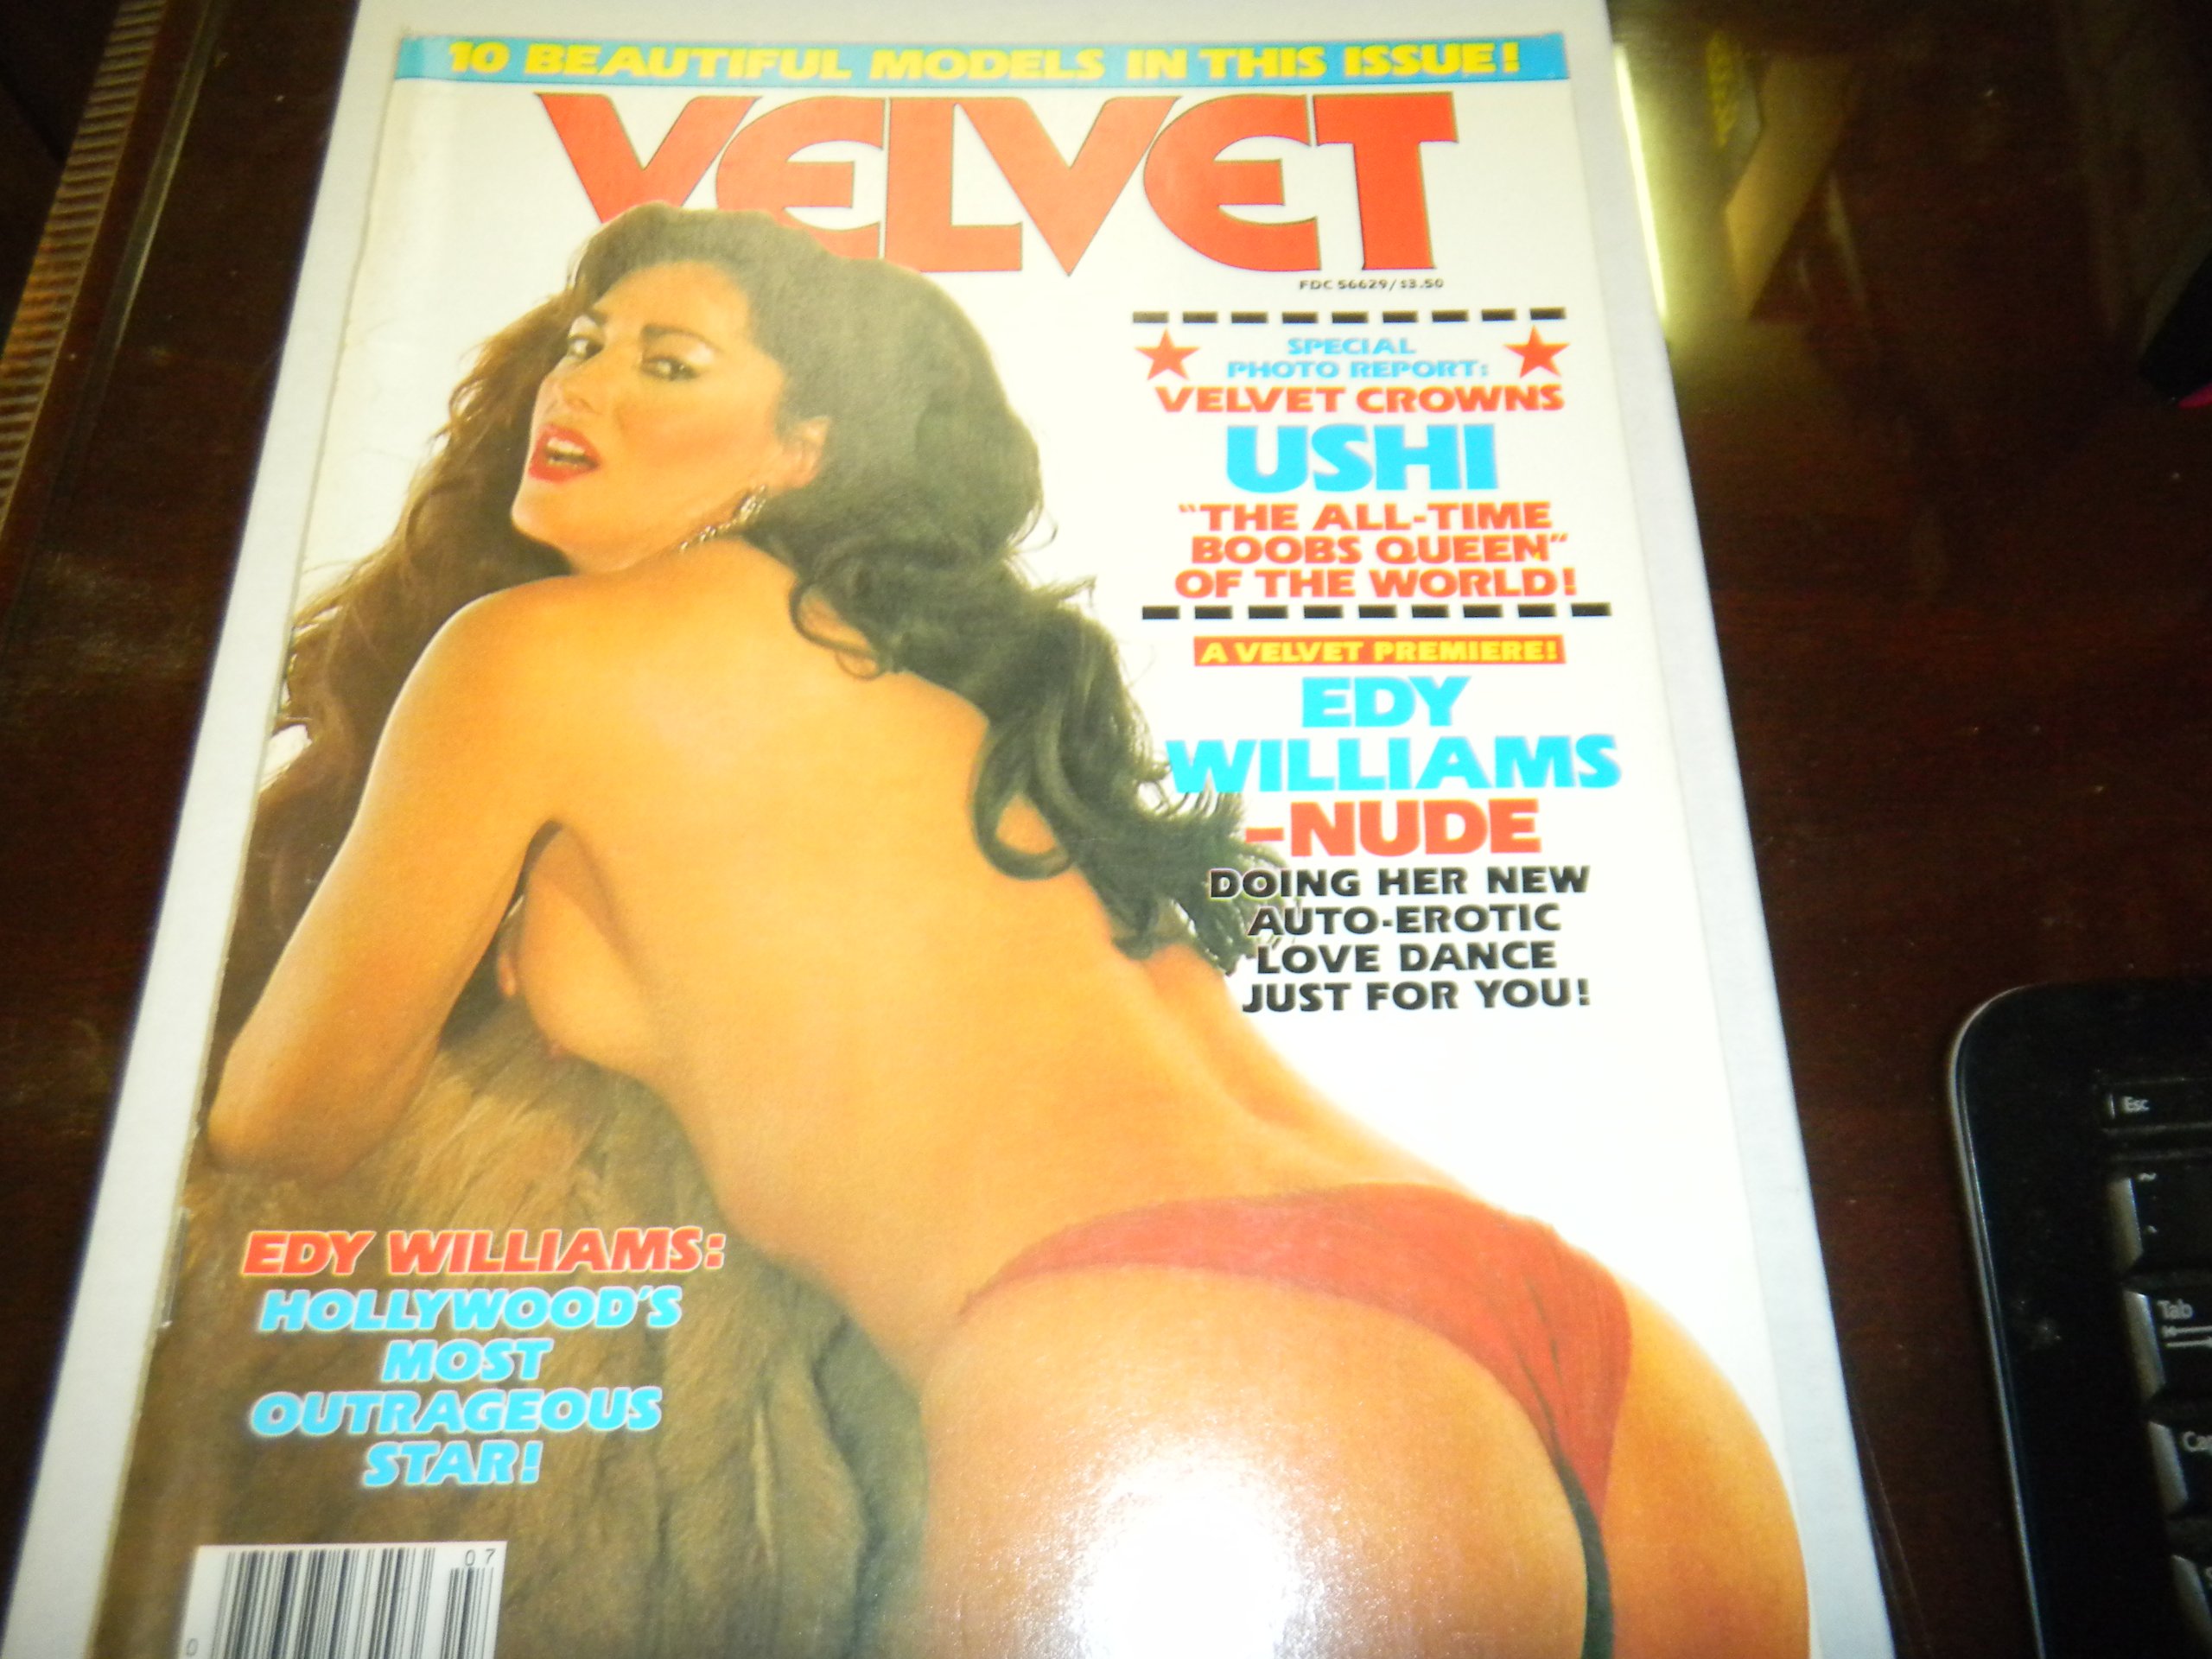 10 BEAUTIFUL MODELS IN THIS ISSUE!
VELVET
FDC 56629/$3.50
SPECIAL
PHOTO REPORT:
VELVET CROWNS
USHI
"THE ALL-TIME
BOOBS QUEEN"
OF THE WORLD!
A VELVET PREMIERE!
EDY
WILLIAMS
-NUDE
DOING HER NEW
AUTO-EROTIC
LOVE DANCE
JUST FOR YOU!
EDY WILLIAMS:
HOLLYWOOD'S
MOST
OUTRAGEOUS
STAR!
07
0
Esc
~
Tab